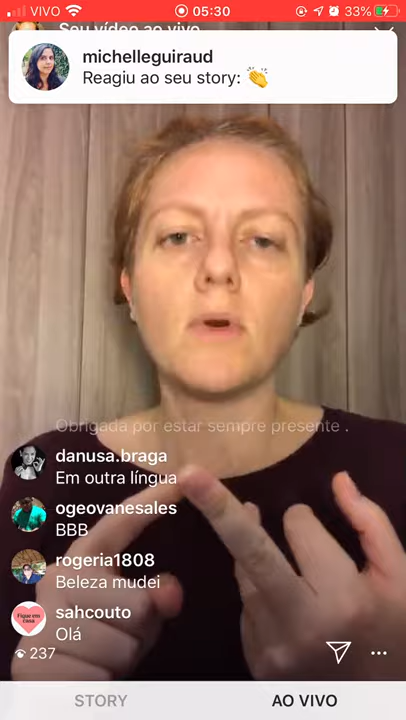 VIVO
05:30
33%
Seu vídeo ao vivo
michelleguiraud
Reagiu ao seu story: 👏
Obrigada por estar sempre presente .
danusa.braga
Em outra língua
ogeovanesales
BBB
rogeria1808
Beleza mudei
sahcouto
Olá
237
STORY
AO VIVO